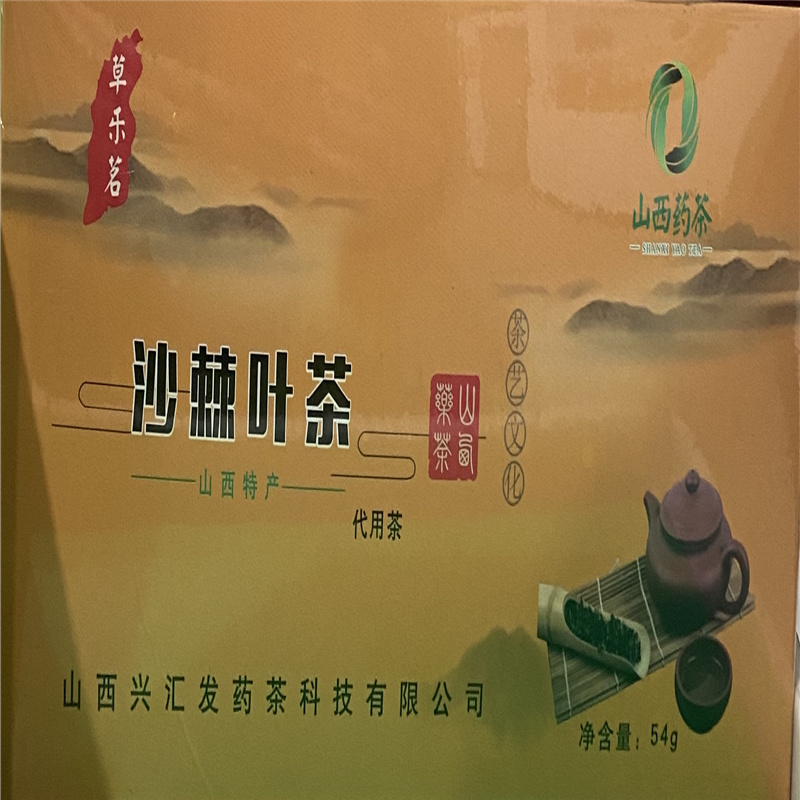 草乐茗
山西药茶
SHANXI YAO TEA
沙棘叶茶
山西特产
代用茶
山西
藥茶
茶艺文化
山西兴汇发药茶科技有限公司
净含量：54g